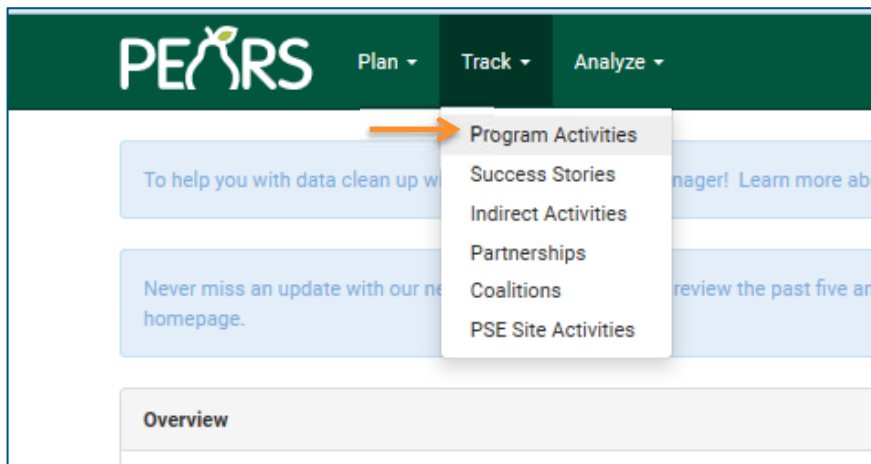 PEARS Plan Track Analyze
Program Activities
Success Stories
Indirect Activities
Partnerships
Coalitions
PSE Site Activities
To help you with data clean up wi nager! Learn more ab
Never miss an update with our ne review the past five an
homepage.
Overview